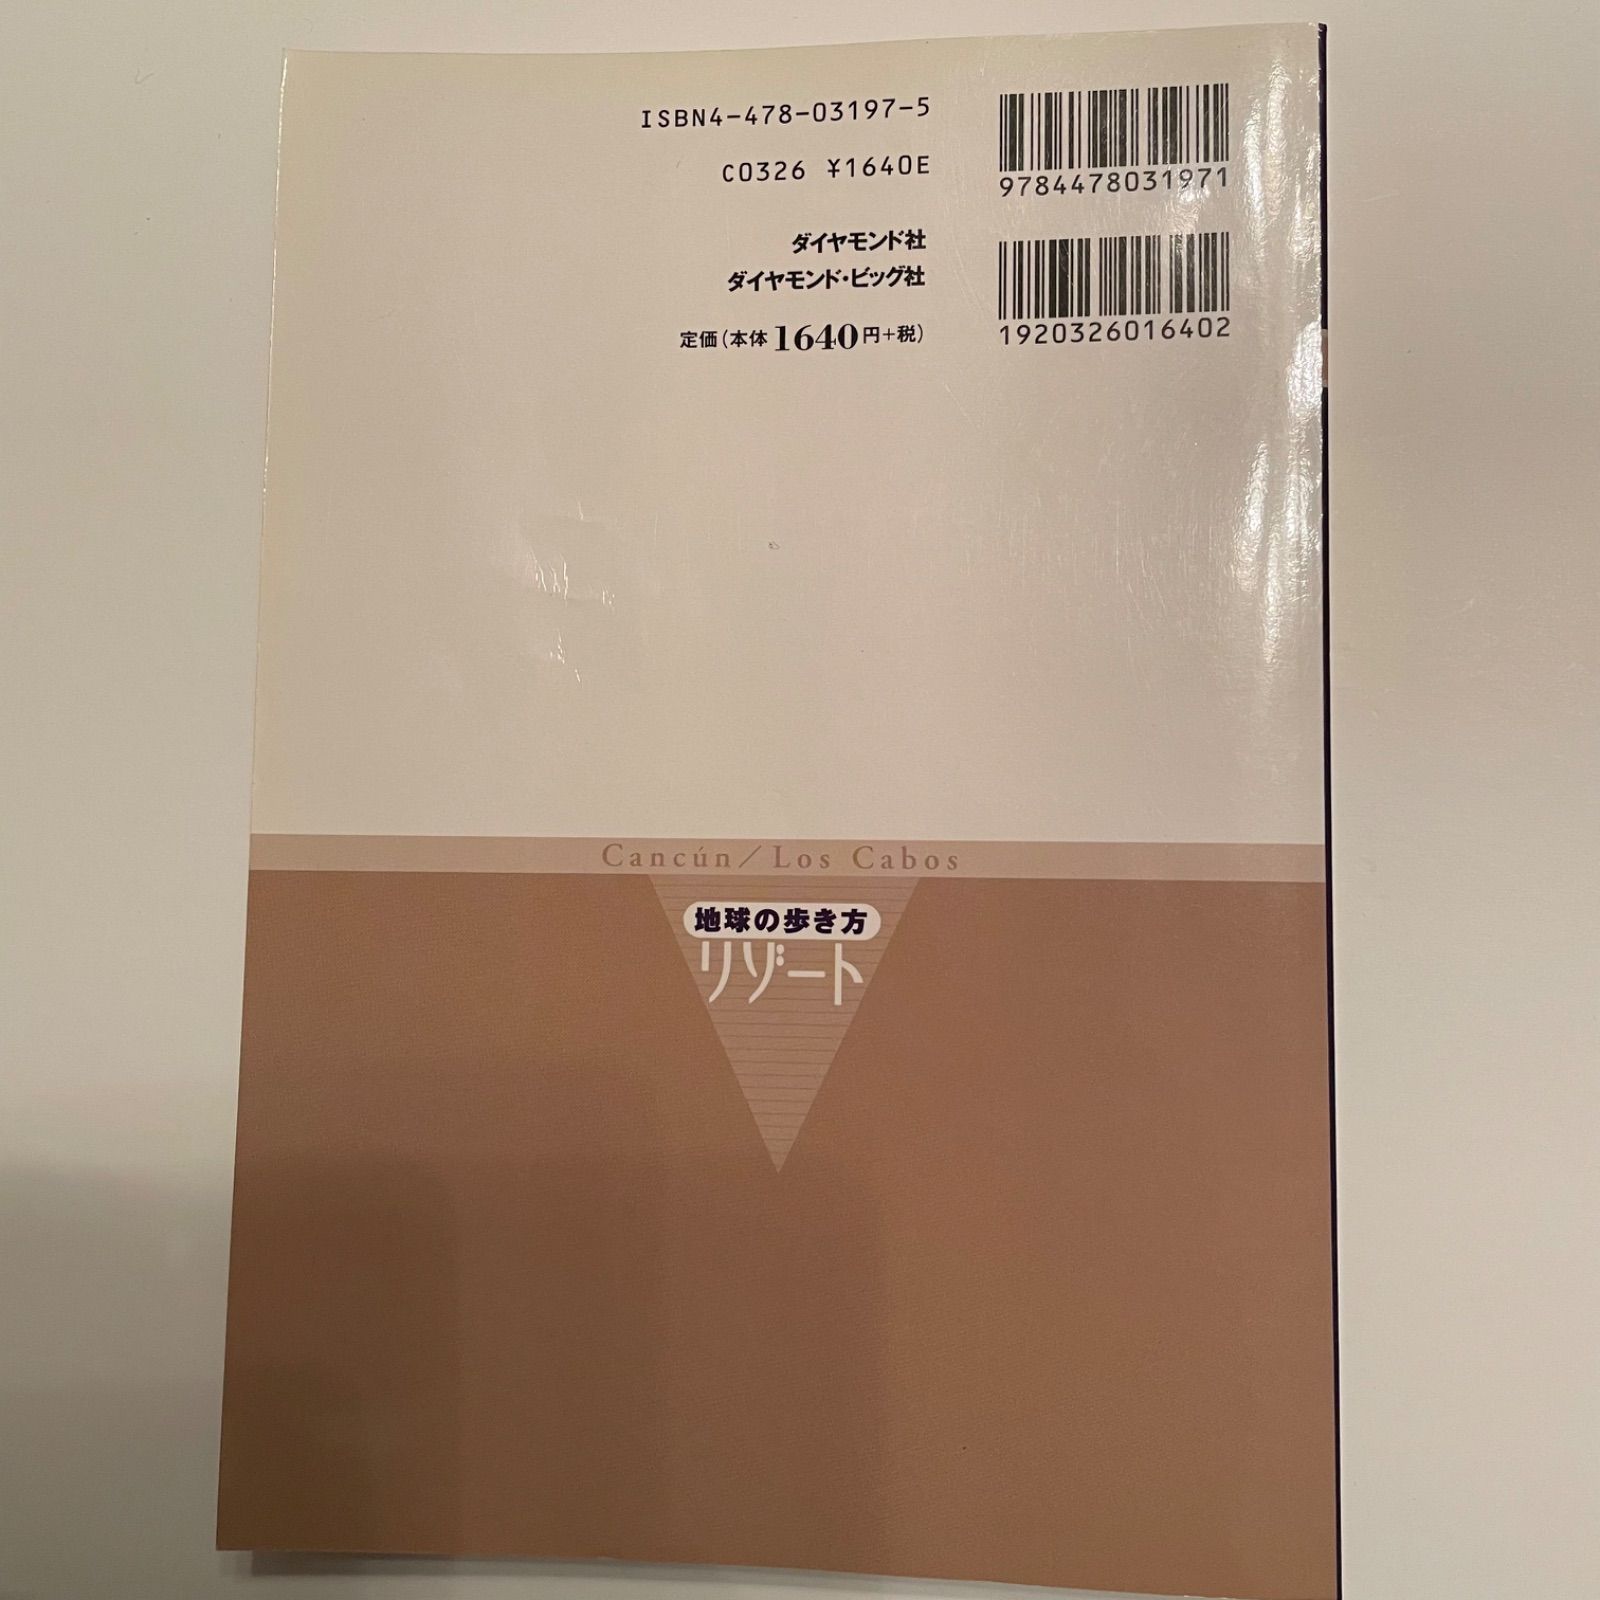 ISBN4-478-03197-5
C0326 ¥1640E
9784478031971
ダイヤモンド社
ダイヤモンド・ビッグ社
定価(本体1640円+税)
1920326016402
Cancún/Los Cabos
地球の歩き方
リゾート